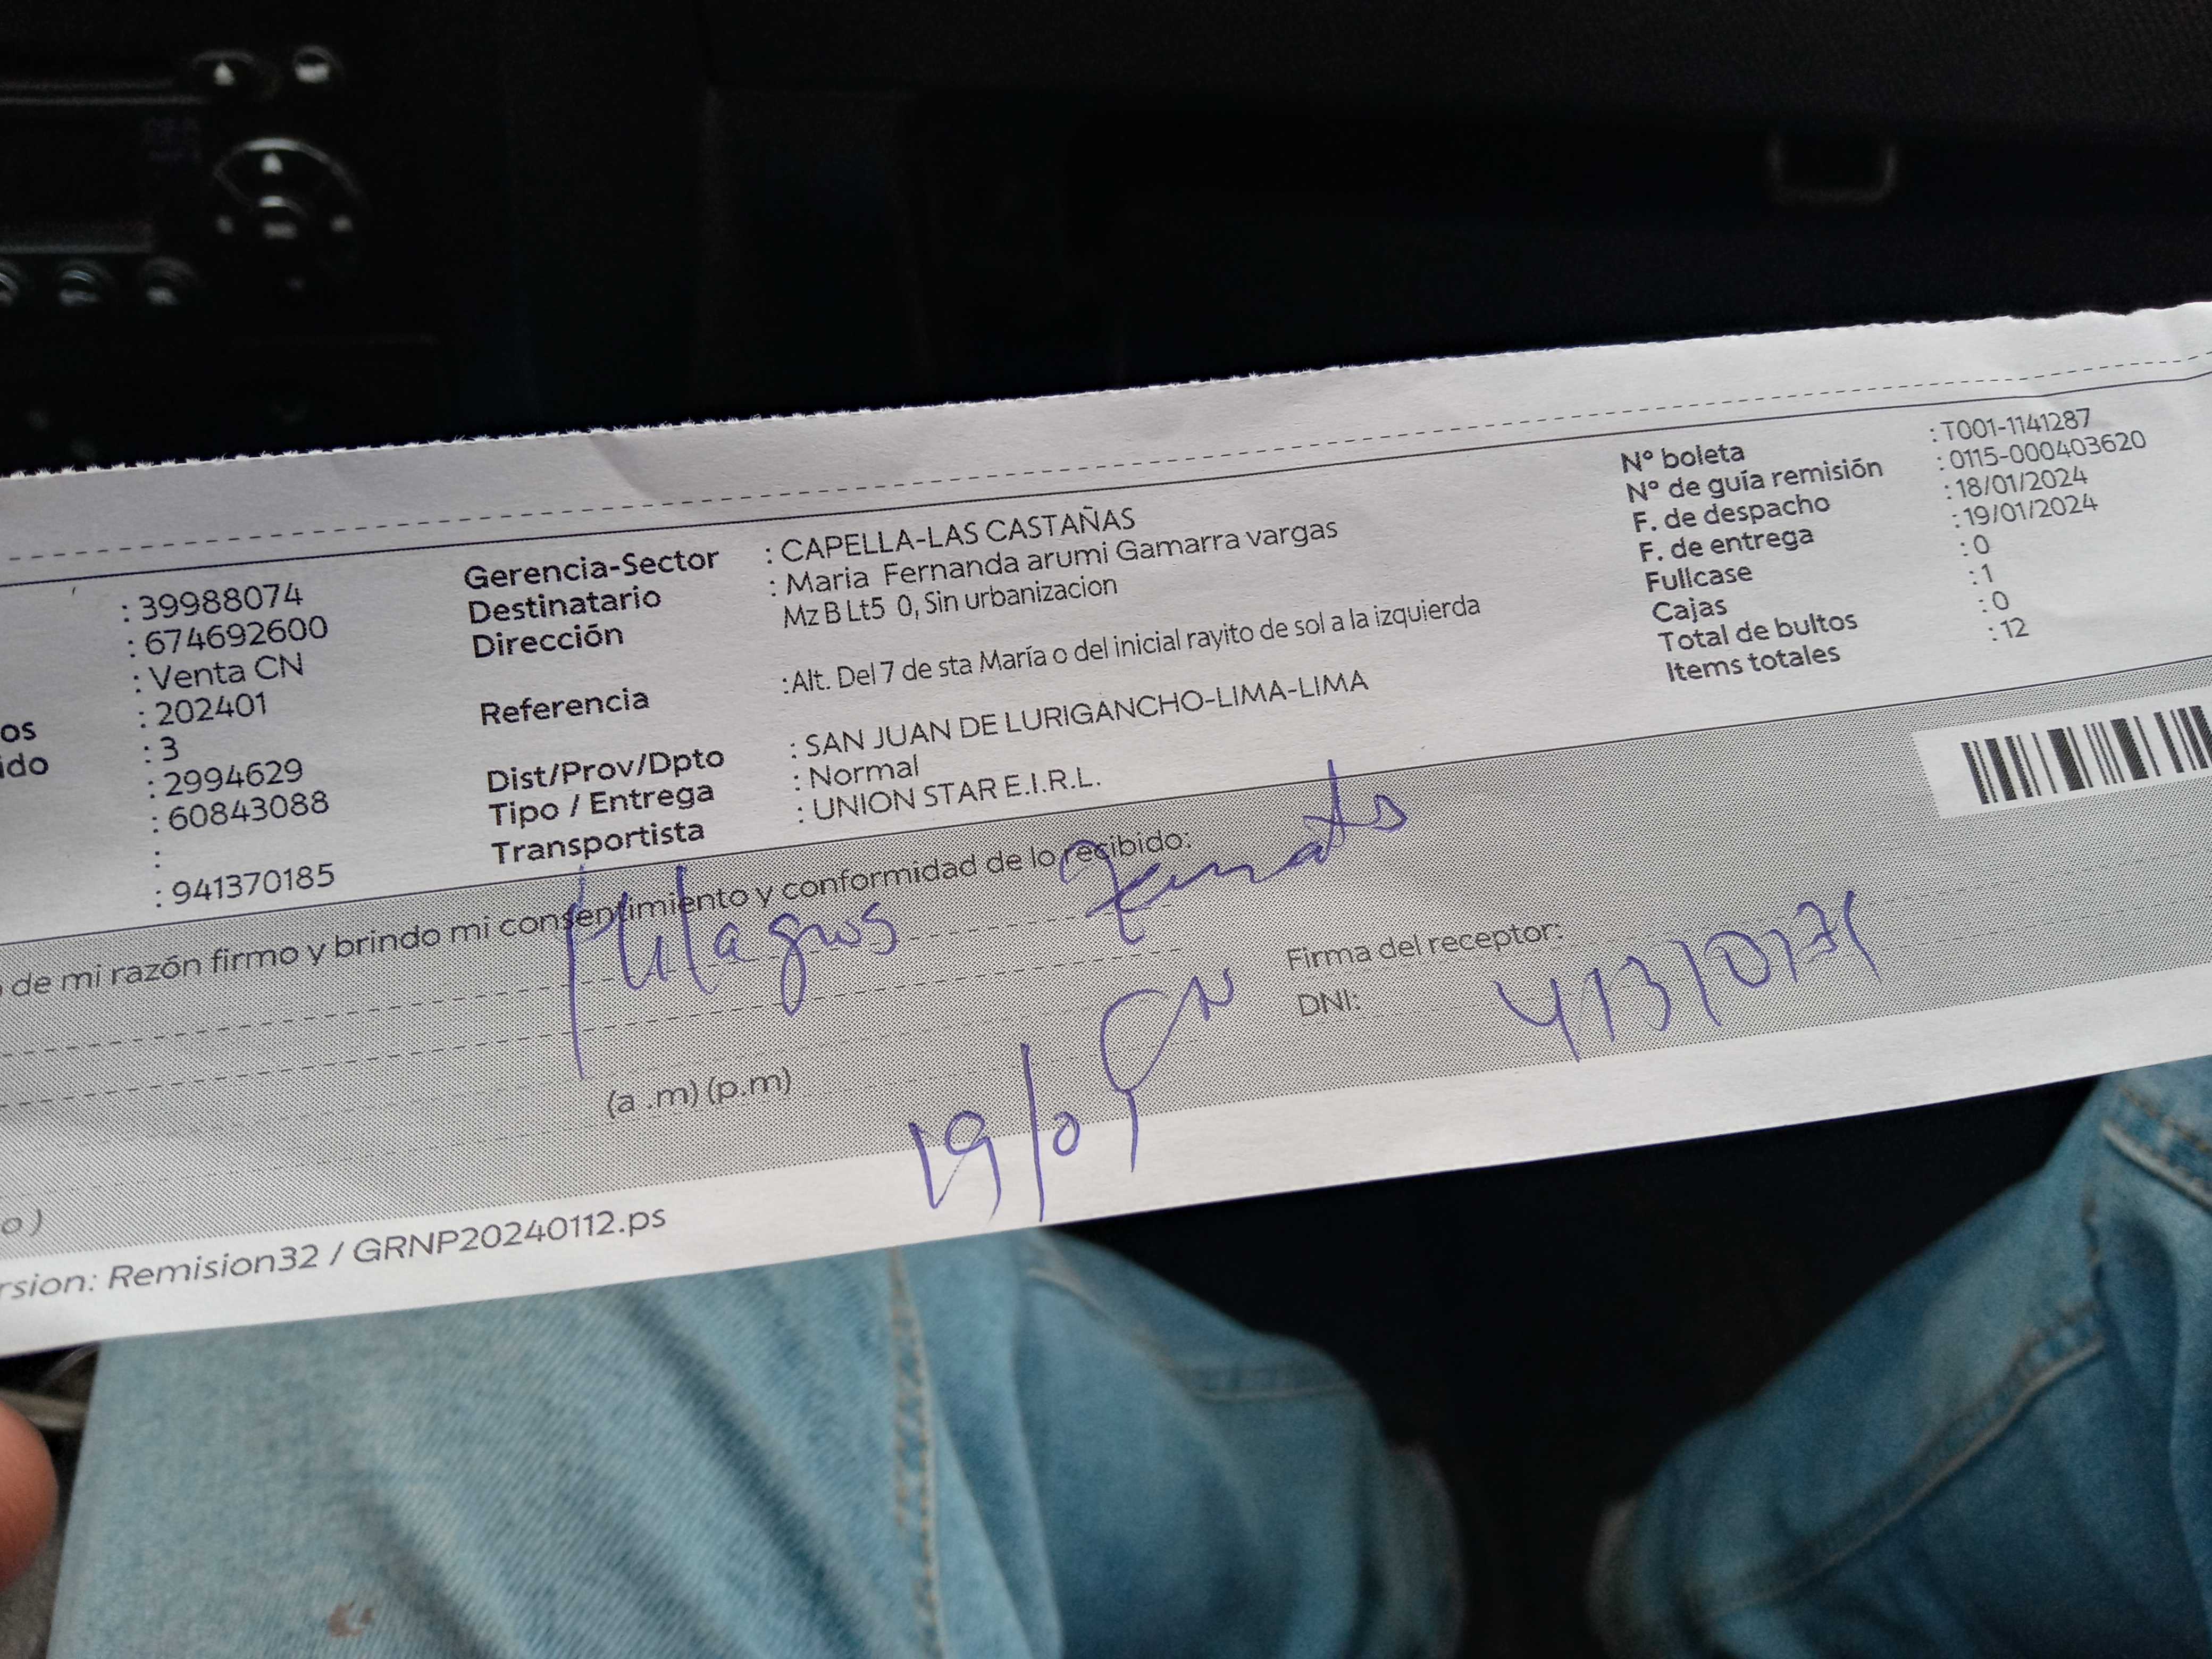 : 39988074
: 674692600
: Venta CN
os : 202401
ido : 3
: 2994629
: 60843088
:
: 941370185
Gerencia-Sector : CAPELLA-LAS CASTAÑAS
Destinatario : Maria Fernanda arumi Gamarra vargas
Dirección Mz B Lt5 0, Sin urbanizacion
Referencia :Alt. Del 7 de sta María o del inicial rayito de sol a la izquierda
Dist/Prov/Dpto : SAN JUAN DE LURIGANCHO-LIMA-LIMA
Tipo / Entrega : Normal
Transportista : UNION STAR E.I.R.L.
N° boleta : T001-1141287
N° de guía remisión : 0115-000403620
F. de despacho : 18/01/2024
F. de entrega : 19/01/2024
Fullcase : 0
Cajas : 1
Total de bultos : 0
Items totales : 12
o de mi razón firmo y brindo mi consentimiento y conformidad de lo recibido:
Milagros
Firma del receptor:
CN
DNI:
(a .m) (p.m)
19/01
o)
rsion: Remision32 / GRNP20240112.ps